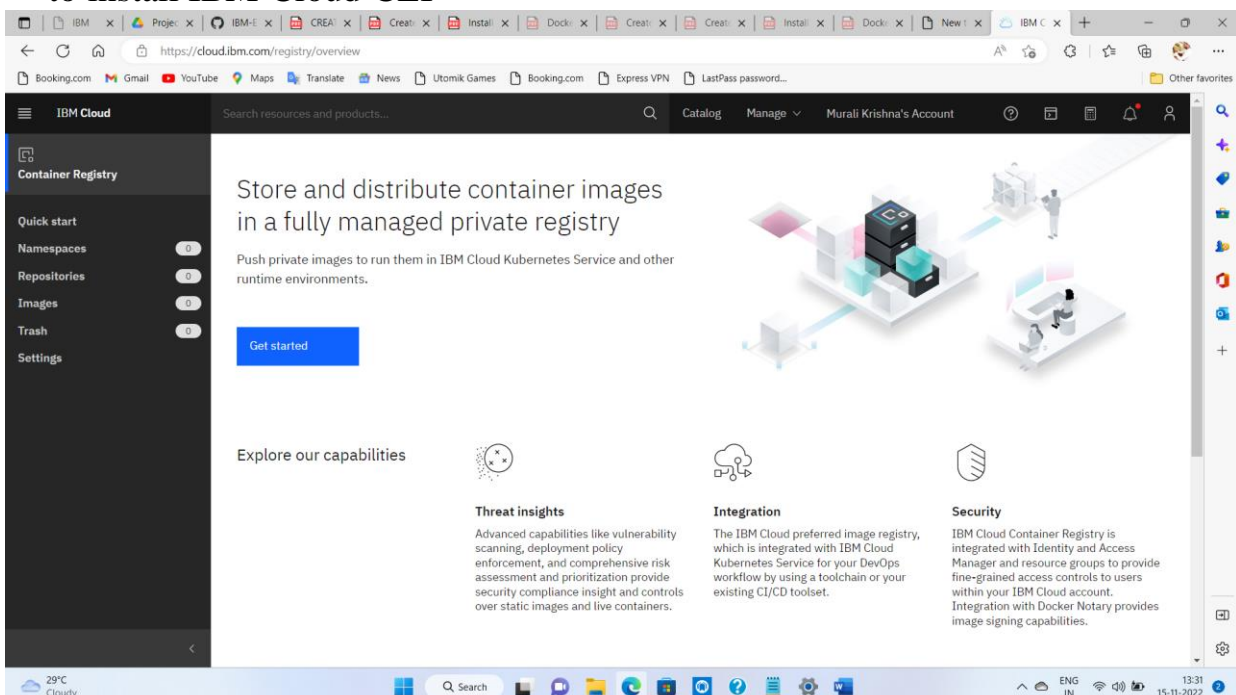 to install IBM Cloud CLI
IBM
Projec
IBM-E
CREA
Creat
Install
Docke
Creat
Creat
Install
Docke
New t
IBM C
https://cloud.ibm.com/registry/overview
Booking.com Gmail YouTube Maps Translate News Utomik Games Booking.com Express VPN LastPass password... Other favorites
IBM Cloud Search resources and products... Catalog Manage Murali Krishna's Account
Container Registry
Quick start
Namespaces 0
Repositories 0
Images 0
Trash 0
Settings
Store and distribute container images
in a fully managed private registry
Push private images to run them in IBM Cloud Kubernetes Service and other
runtime environments.
Get started
Explore our capabilities
Threat insights
Advanced capabilities like vulnerability
scanning, deployment policy
enforcement, and comprehensive risk
assessment and prioritization provide
security compliance insight and controls
over static images and live containers.
Integration
The IBM Cloud preferred image registry,
which is integrated with IBM Cloud
Kubernetes Service for your DevOps
workflow by using a toolchain or your
existing CI/CD toolset.
Security
IBM Cloud Container Registry is
integrated with Identity and Access
Manager and resource groups to provide
fine-grained access controls to users
within your IBM Cloud account.
Integration with Docker Notary provides
image signing capabilities.
29°C
Cloudy
Search
ENG
IN
13:31
15-11-2022
2